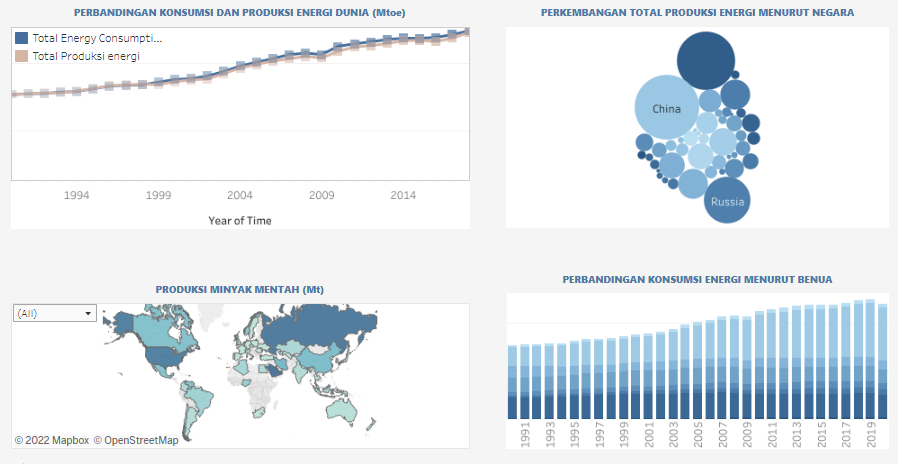 PERBANDINGAN KONSUMSI DAN PRODUKSI ENERGI DUNIA (Mtoe)
Total Energy Consumpti...
Total Produksi energi
1994 1999 2004 2009 2014
Year of Time
PERKEMBANGAN TOTAL PRODUKSI ENERGI MENURUT NEGARA
China
Russia
PRODUKSI MINYAK MENTAH (Mt)
(All)
© 2022 Mapbox © OpenStreetMap
PERBANDINGAN KONSUMSI ENERGI MENURUT BENUA
1991 1993 1995 1997 1999 2001 2003 2005 2007 2009 2011 2013 2015 2017 2019